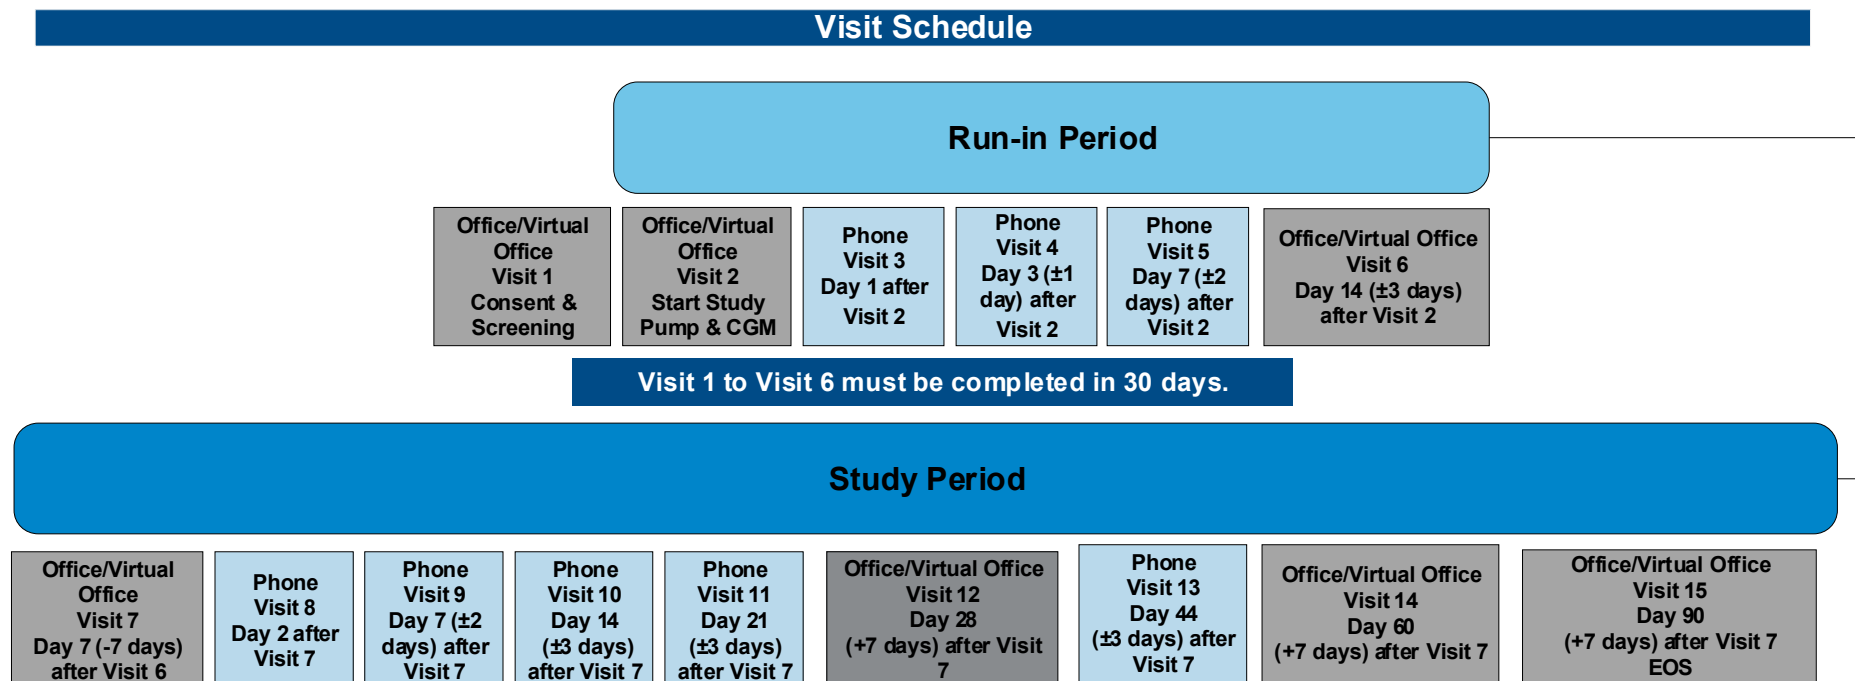 Visit Schedule
Run-in Period
Office/Virtual
Office
Visit 1
Consent &
Screening
Office/Virtual
Office
Visit 2
Start Study
Pump & CGM
Phone
Visit 3
Day 1 after
Visit 2
Phone
Visit 4
Day 3 (±1
day) after
Visit 2
Phone
Visit 5
Day 7 (±2
days) after
Visit 2
Office/Virtual Office
Visit 6
Day 14 (±3 days)
after Visit 2
Visit 1 to Visit 6 must be completed in 30 days.
Study Period
Office/Virtual
Office
Visit 7
Day 7 (-7 days)
after Visit 6
Phone
Visit 8
Day 2 after
Visit 7
Phone
Visit 9
Day 7 (±2
days) after
Visit 7
Phone
Visit 10
Day 14
(±3 days)
after Visit 7
Phone
Visit 11
Day 21
(±3 days)
after Visit 7
Office/Virtual Office
Visit 12
Day 28
(+7 days) after Visit
7
Phone
Visit 13
Day 44
(±3 days) after
Visit 7
Office/Virtual Office
Visit 14
Day 60
(+7 days) after Visit 7
Office/Virtual Office
Visit 15
Day 90
(+7 days) after Visit 7
EOS